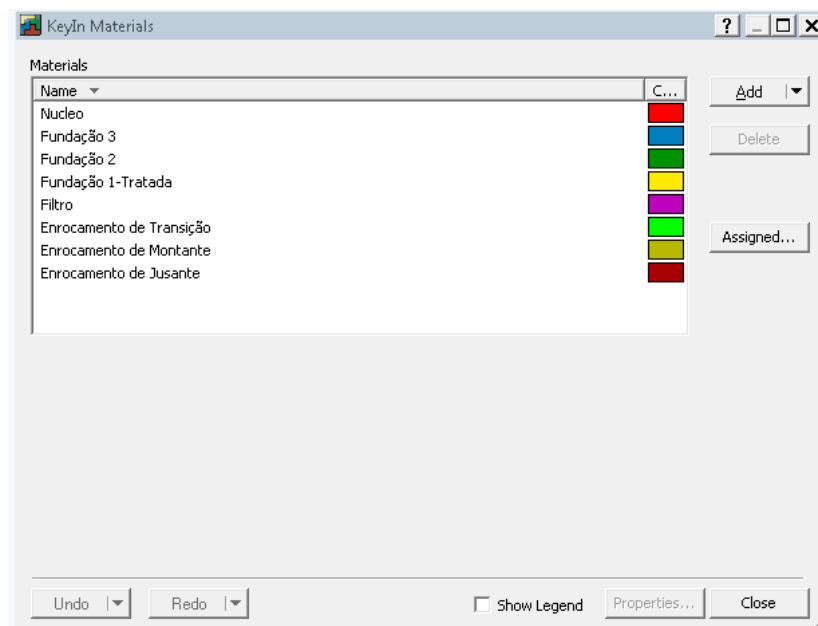 KeyIn Materials
Materials
Name C...
Add
Nucleo
Fundação 3
Delete
Fundação 2
Fundação 1-Tratada
Filtro
Enrocamento de Transição
Assigned...
Enrocamento de Montante
Enrocamento de Jusante
Undo Redo Show Legend Properties... Close